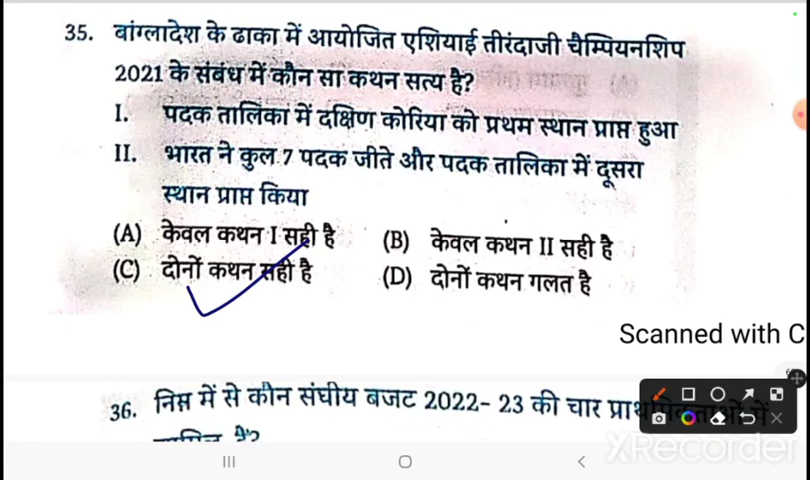 35. बांग्लादेश के ढाका में आयोजित एशियाई तीरंदाजी चैम्पियनशिप
2021 के संबंध में कौन सा कथन सत्य है?
I. पदक तालिका में दक्षिण कोरिया को प्रथम स्थान प्राप्त हुआ
II. भारत ने कुल 7 पदक जीते और पदक तालिका में दूसरा
स्थान प्राप्त किया
(A) केवल कथन I सही है (B) केवल कथन II सही है
(C) दोनों कथन सही है (D) दोनों कथन गलत है
Scanned with C
36. निम्न में से कौन संघीय बजट 2022-23 की चार में
XRecorder